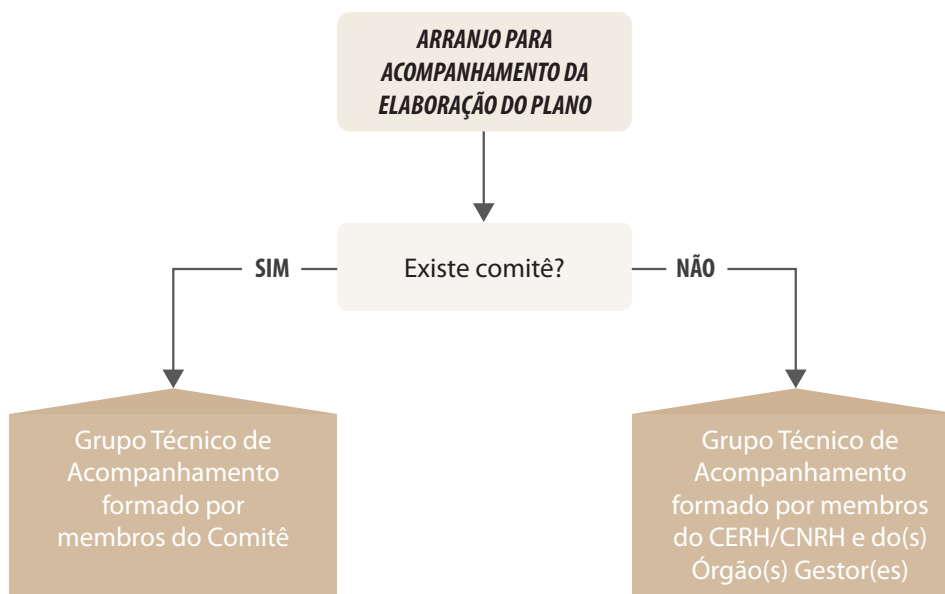 ARRANJO PARA
ACOMPANHAMENTO DA
ELABORAÇÃO DO PLANO
SIM
Existe comitê?
NÃO
Grupo Técnico de
Acompanhamento
formado por
membros do Comitê
Grupo Técnico de
Acompanhamento
formado por membros
do CERH/CNRH e do(s)
Órgão(s) Gestor(es)